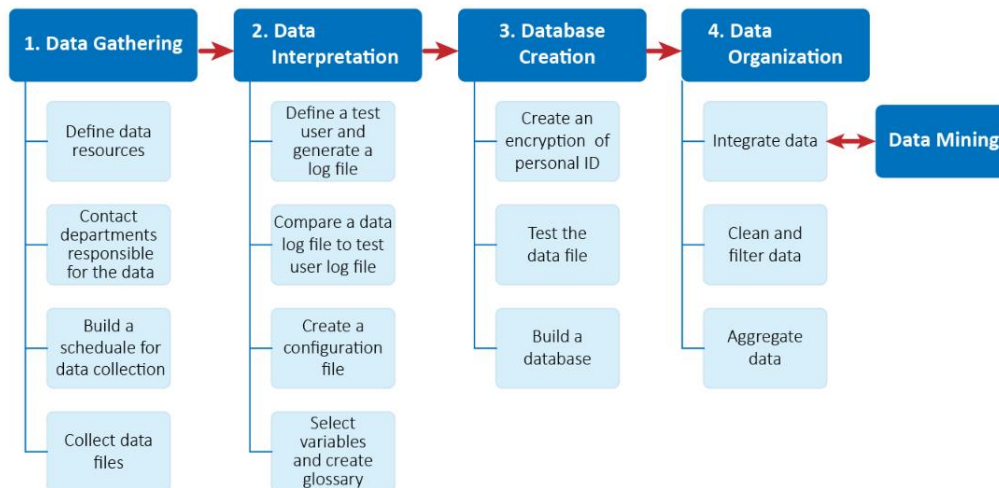 1. Data Gathering
2. Data
Interpretation
3. Database
Creation
4. Data
Organization
Define data
resources
Contact
departments
responsible
for the data
Build a
scheduale for
data collection
Collect data
files
Define a test
user and
generate a
log file
Compare a data
log file to test
user log file
Create a
configuration
file
Select
variables
and create
glossary
Create an
encryption of
personal ID
Test the
data file
Build a
database
Integrate data
Clean and
filter data
Aggregate
data
Data Mining